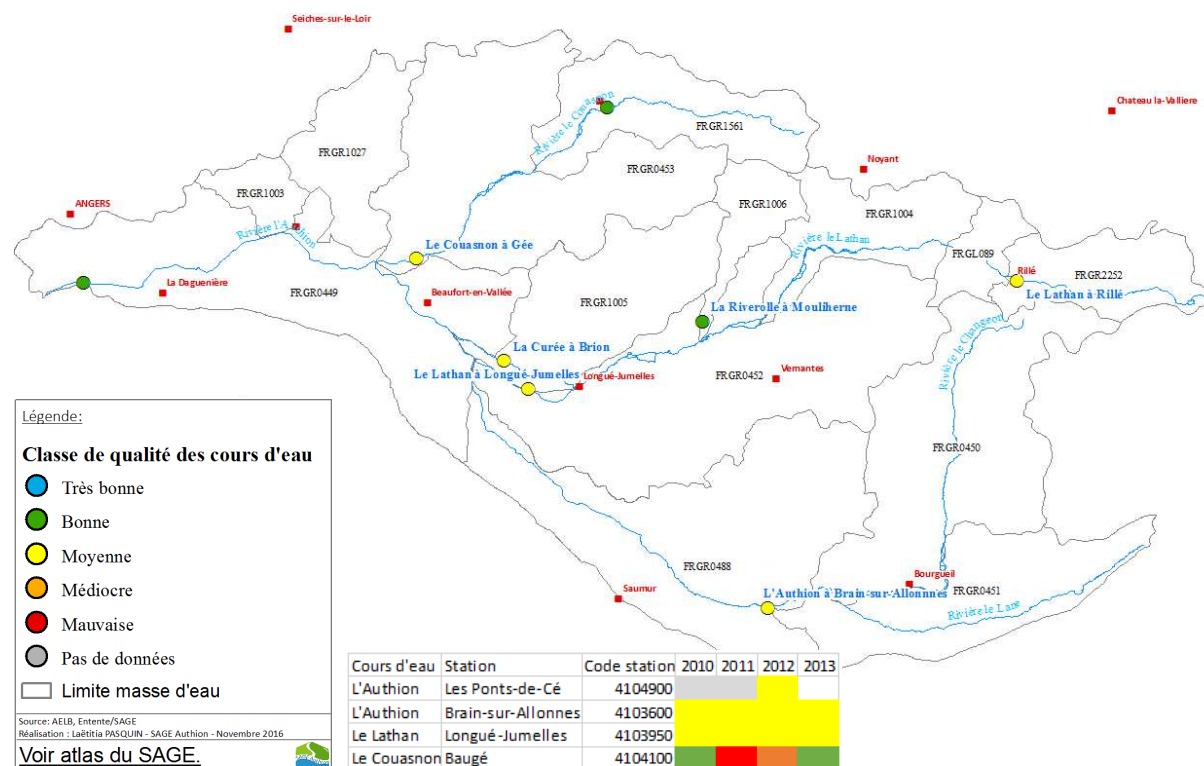 Seiches-sur-le-Loir
Chateau la-Valliere
Rivière le Couasnon
FRGR1561
FRGR1027
FRGR0453
Noyant
FRGR1003
ANGERS
FRGR1006
FRGR1004
Rivière l'Authion
Le Couasnon à Gée
Rivière le Lathan
FRGL089
Rillé
FRGR2252
La Daguenière
FRGR0449
Beaufort-en-Vallée
FRGR1005
La Riverolle à Mouliherne
Le Lathan à Rillé
Rivière le Changeon
La Curée à Brion
Le Lathan à Longué-Jumelles
Longué-Jumelles
FRGR0452
Vernantes
FRGR0450
FRGR0488
Bourgueil
Saumur
L'Authion à Brain-sur-Allonnnes
FRGR0451
Rivière le Lane
Légende:
Classe de qualité des cours d'eau
Très bonne
Bonne
Moyenne
Médiocre
Mauvaise
Pas de données
Limite masse d'eau
Source: AELB, Entente/SAGE
Réalisation : Laëtitia PASQUIN - SAGE Authion - Novembre 2016
Voir atlas du SAGE.
Cours d'eau Station Code station 2010 2011 2012 2013
L'Authion Les Ponts-de-Cé 4104900
L'Authion Brain-sur-Allonnes 4103600
Le Lathan Longué-Jumelles 4103950
Le Couasnon Baugé 4104100